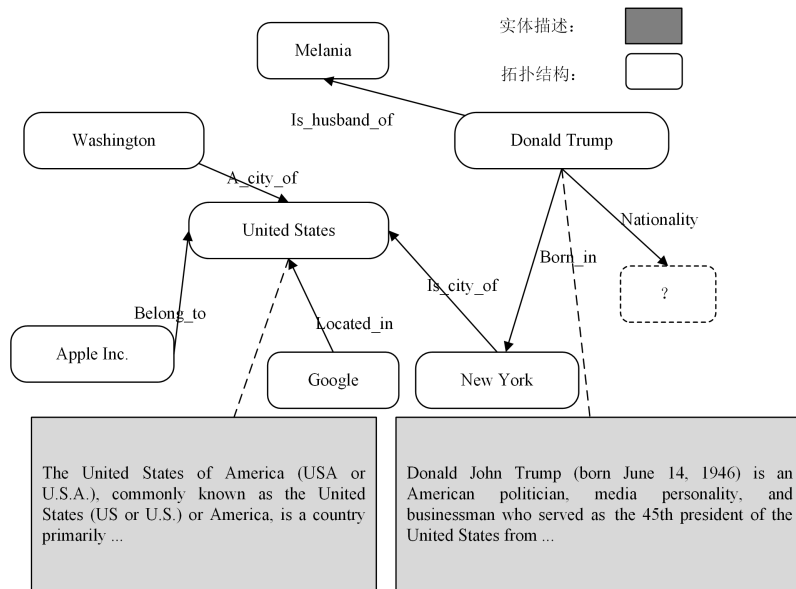 实体描述：
Melania
拓扑结构：
Is_husband_of
Washington
Donald Trump
A_city_of
United States
Nationality
Born_in
Is_city_of
?
Belong_to
Located_in
Apple Inc.
Google
New York
The United States of America (USA or
U.S.A.), commonly known as the United
States (US or U.S.) or America, is a country
primarily ...
Donald John Trump (born June 14, 1946) is an
American politician, media personality, and
businessman who served as the 45th president of the
United States from ...